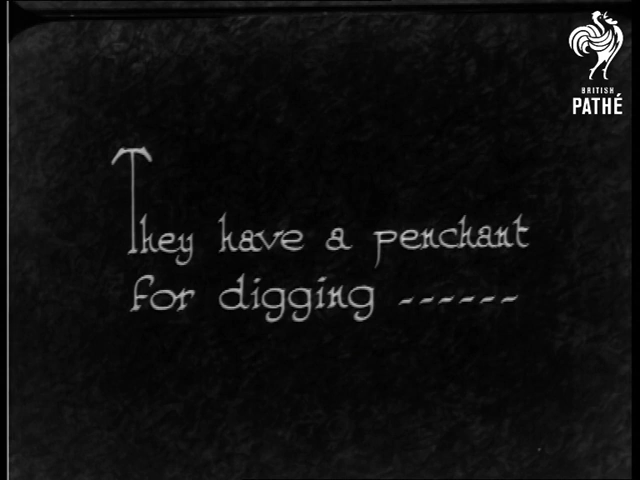 BRITISH
PATHÉ
They have a penchant
for digging ------